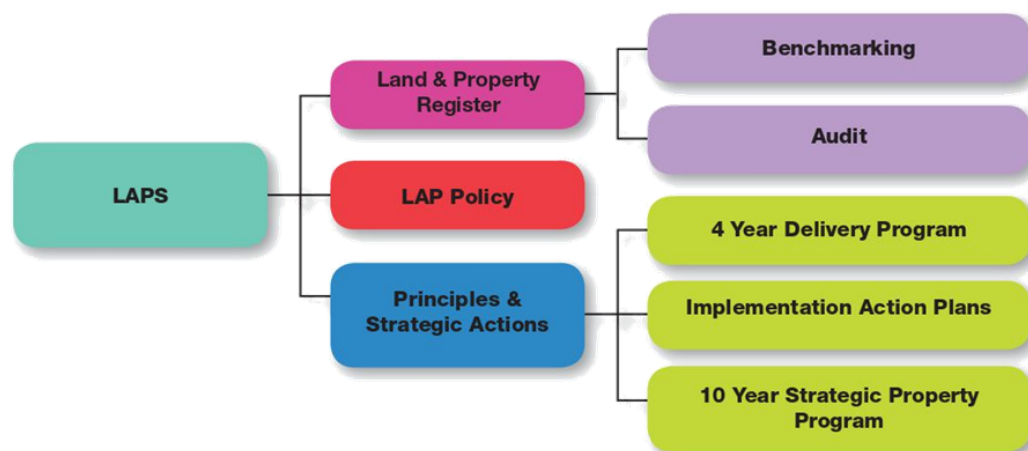 LAPS
Land & Property
Register
Benchmarking
Audit
LAP Policy
Principles &
Strategic Actions
4 Year Delivery Program
Implementation Action Plans
10 Year Strategic Property
Program